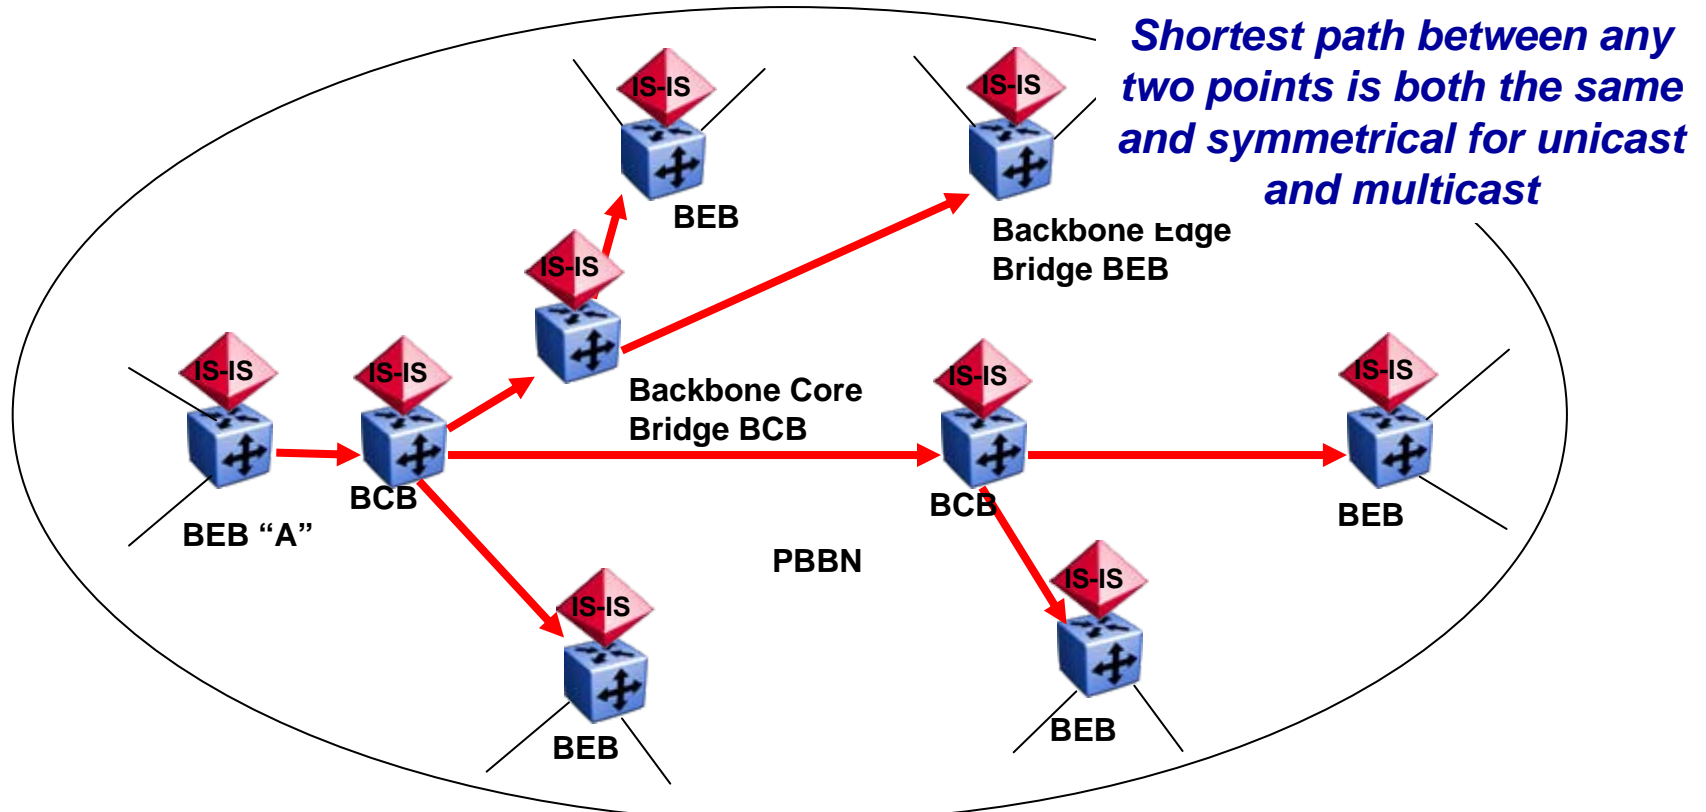 Shortest path between any
two points is both the same
and symmetrical for unicast
and multicast
IS-IS
IS-IS
BEB
Backbone Edge
Bridge BEB
IS-IS
IS-IS
IS-IS
IS-IS
IS-IS
Backbone Core
Bridge BCB
BCB
BCB
BEB
BEB “A”
PBBN
IS-IS
IS-IS
BEB
BEB